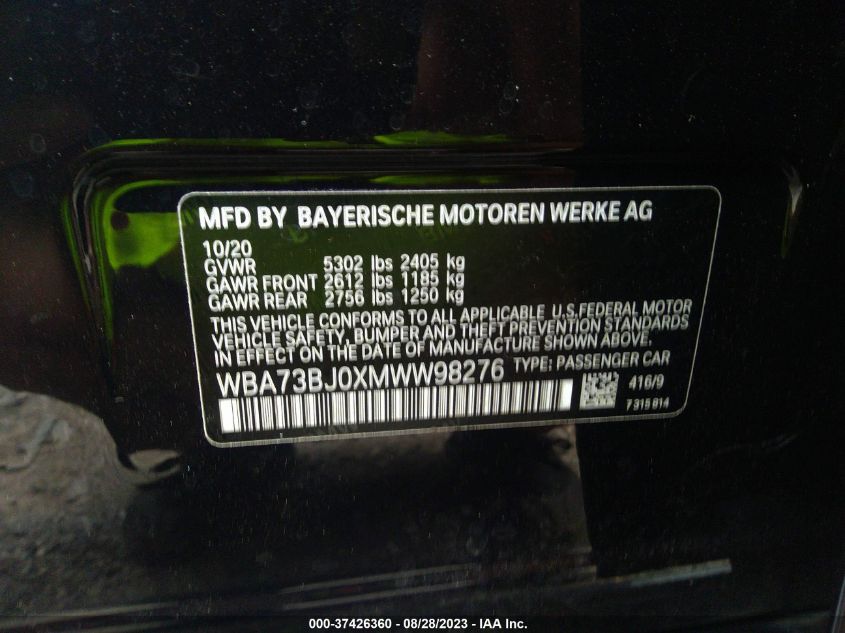 MFD BY BAYERISCHE MOTOREN WERKE AG
10/20
GVWR 5302 lbs 2405 kg
GAWR FRONT 2612 lbs 1185 kg
GAWR REAR 2756 lbs 1250 kg
THIS VEHICLE CONFORMS TO ALL APPLICABLE U.S.FEDERAL MOTOR
VEHICLE SAFETY, BUMPER AND THEFT PREVENTION STANDARDS
IN EFFECT ON THE DATE OF MANUFACTURE SHOWN ABOVE.
WBA73BJ0XMWW98276 TYPE: PASSENGER CAR
416/9
7315814
000-37426360 - 08/28/2023 - IAA Inc.